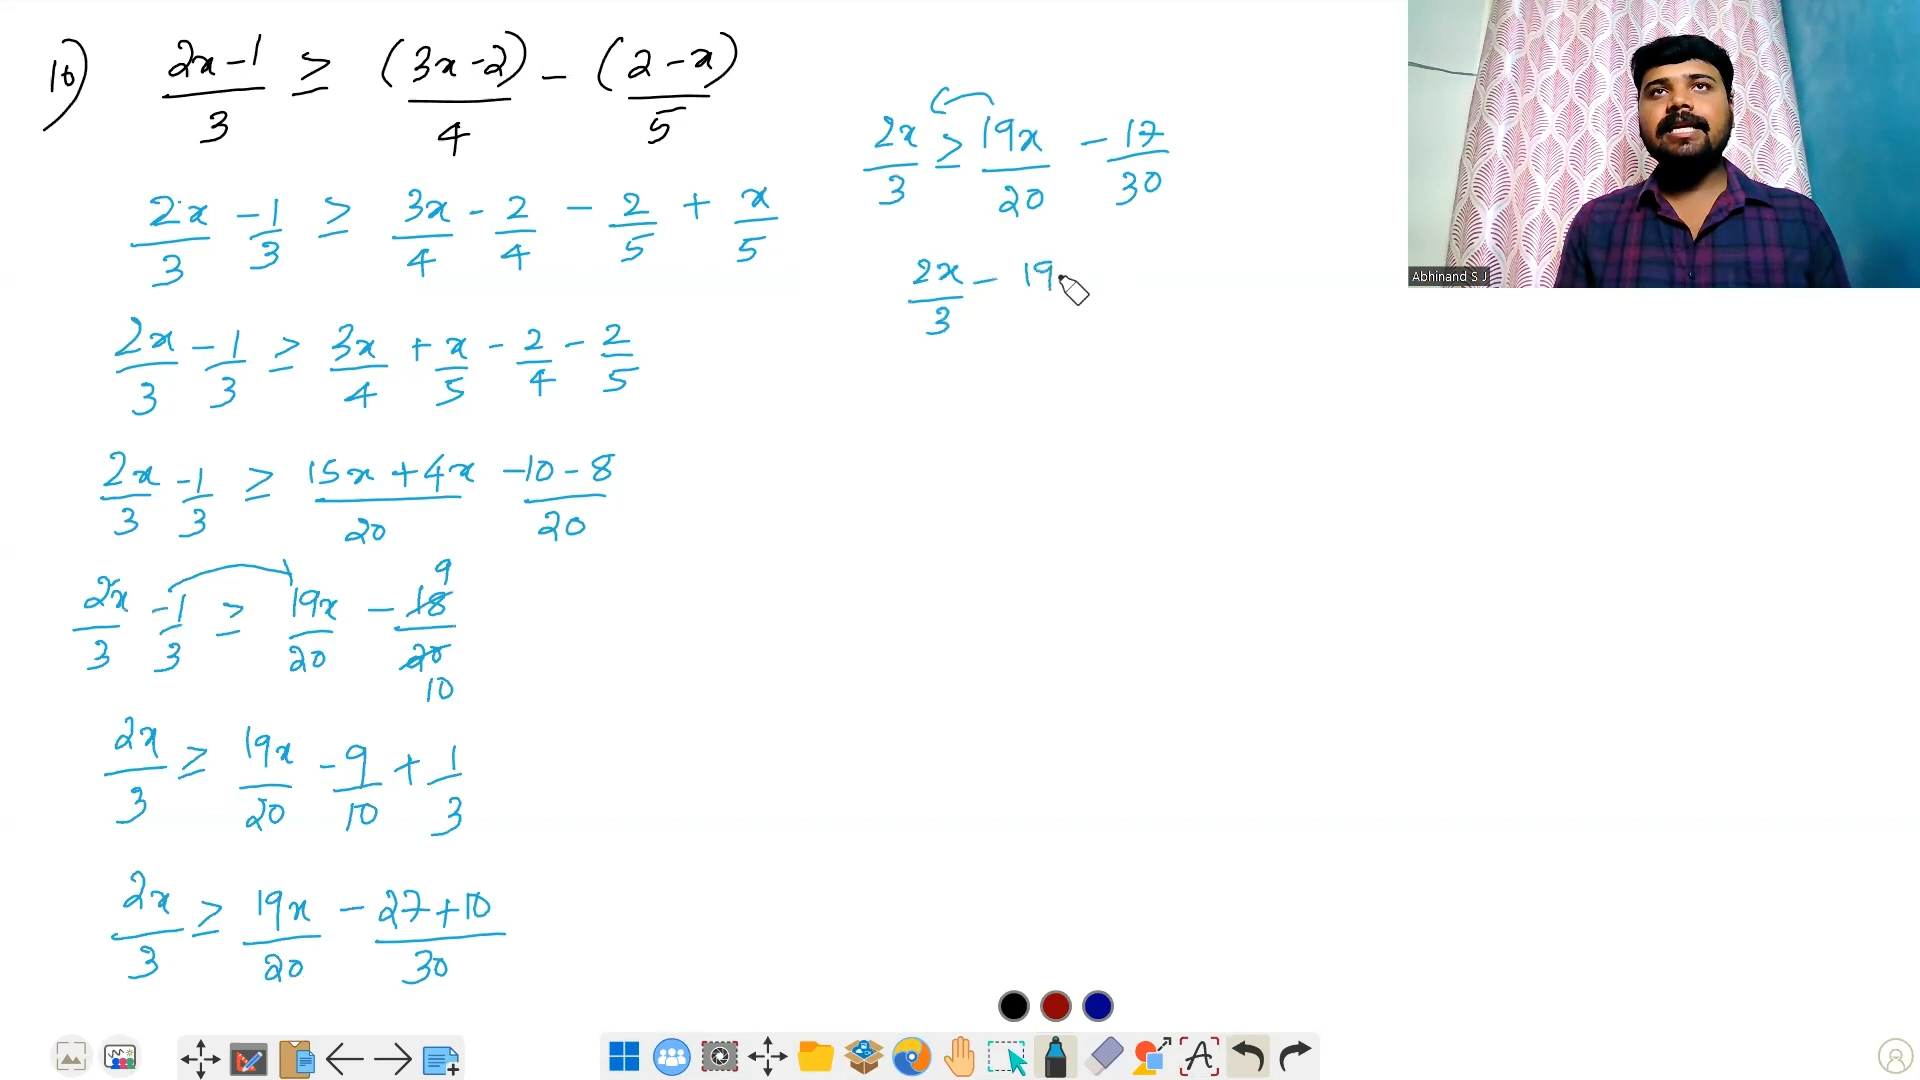 16) (2x-1)/3 ≥ (3x-2)/4 - (2-x)/5
2x/3 - 1/3 ≥ 3x/4 - 2/4 - 2/5 + x/5
2x/3 - 1/3 ≥ 3x/4 + x/5 - 2/4 - 2/5
2x/3 - 1/3 ≥ (15x+4x)/20 (-10-8)/20
9
2x/3 - 1/3 ≥ 19x/20 - 18/20
10
2x/3 ≥ 19x/20 - 9/10 + 1/3
2x/3 ≥ 19x/20 (-27+10)/30
2x/3 ≥ 19x/20 - 17/30
2x/3 - 19
Abhinand S J